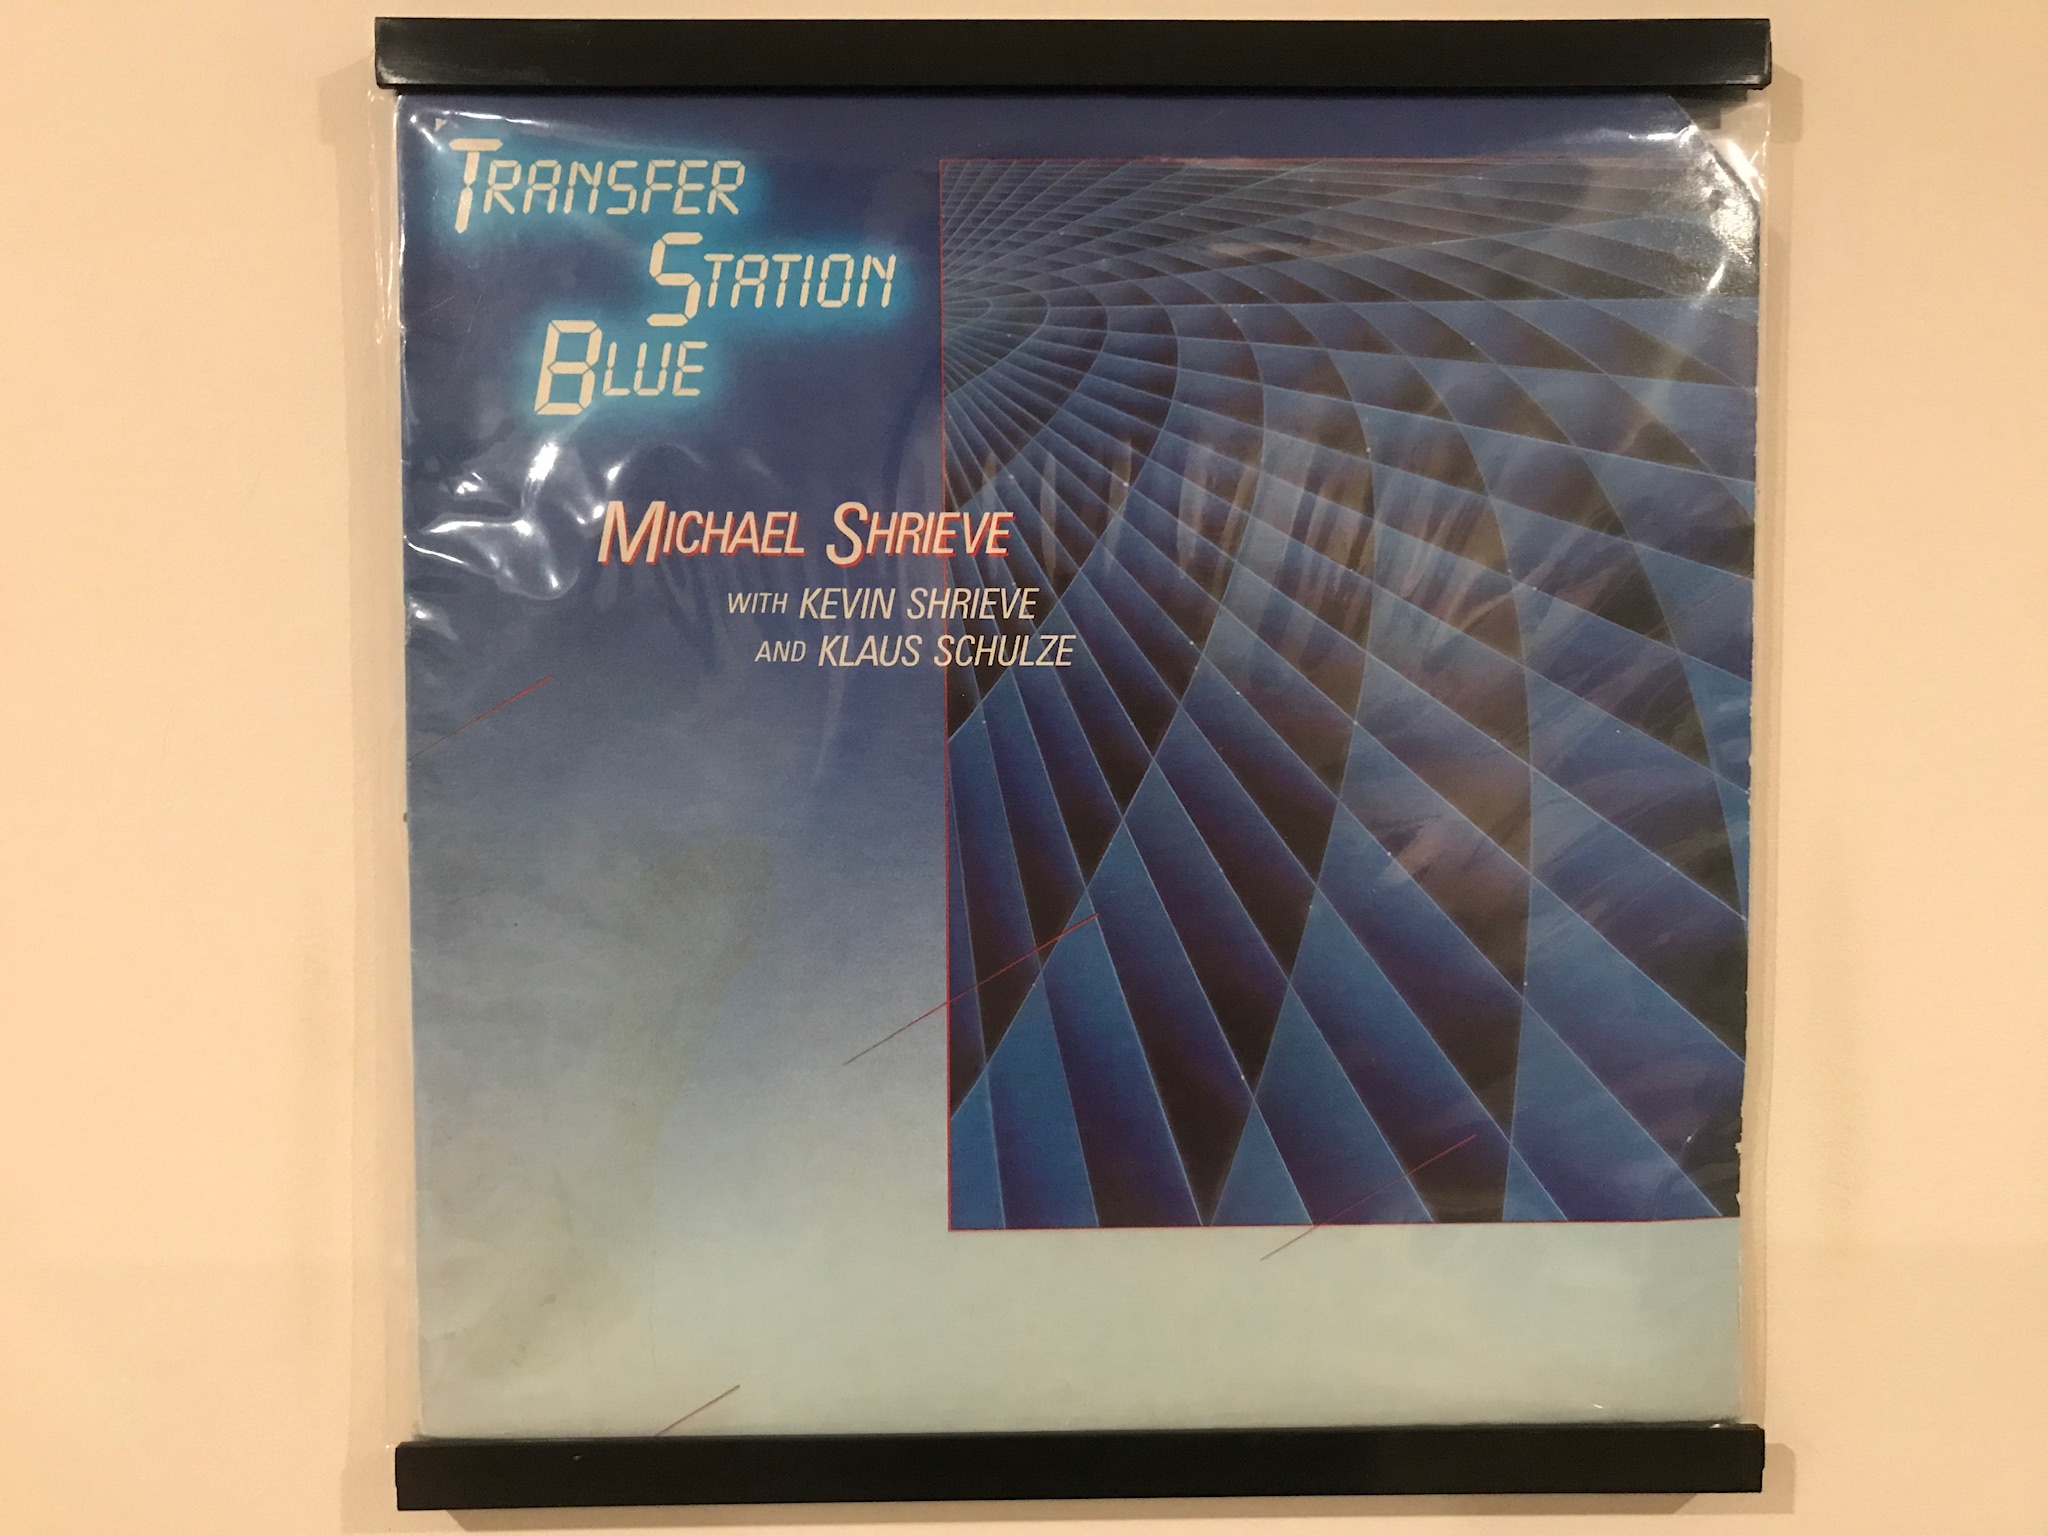 TRANSFER
STATION
BLUE
MICHAEL SHRIEVE
WITH KEVIN SHRIEVE
AND KLAUS SCHULZE